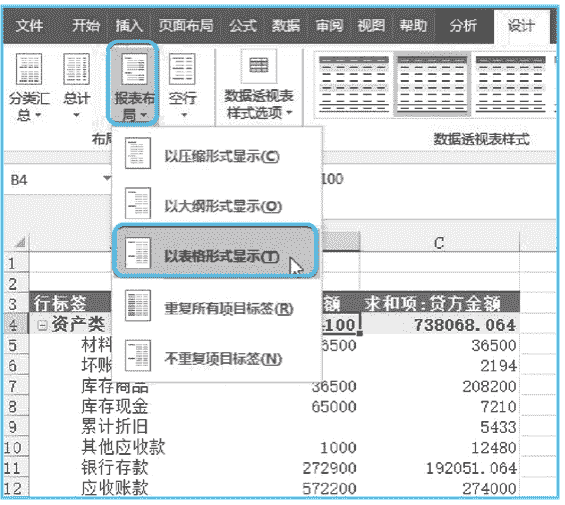 文件 开始 插入 页面布局 公式 数据 审阅 视图 帮助 分析 设计
分类汇总 总计 报表布局 空行 数据透视表样式选项
数据透视表样式
以压缩形式显示(C)
B4 100
以大纲形式显示(O)
以表格形式显示(T)
C
重复所有项目标签(R)
不重复项目标签(N)
1
2
3 行标签 额 求和项:贷方金额
4 资产类 100 738068.064
5 材料 6500 36500
6 坏账 2194
7 库存商品 36500 208200
8 库存现金 65000 7210
9 累计折旧 5433
10 其他应收款 1000 12480
11 银行存款 272900 192051.064
12 应收账款 572200 274000